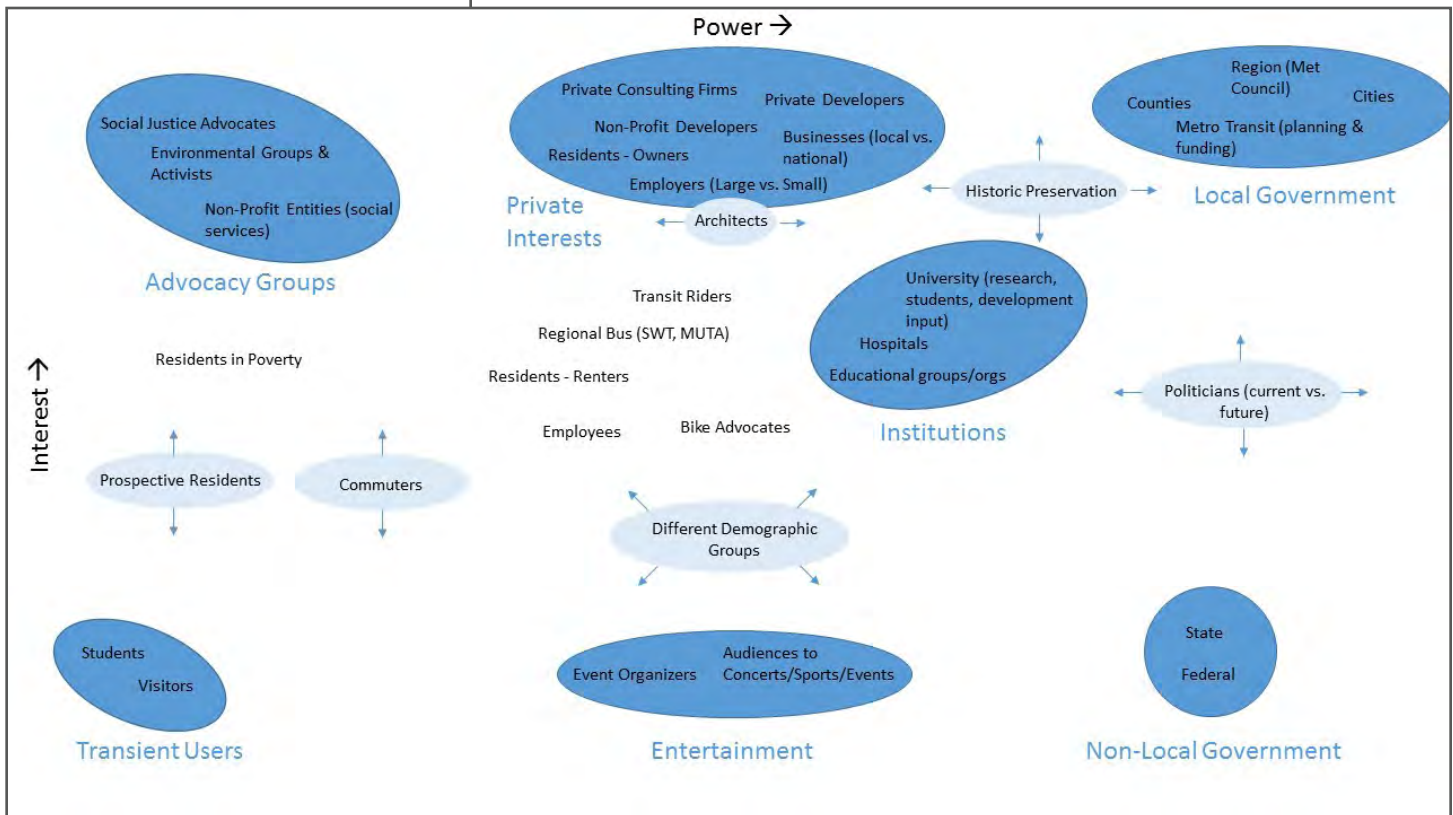 Power →
Interest →
Social Justice Advocates
Environmental Groups &
Activists
Non-Profit Entities (social
services)
Advocacy Groups
Private Consulting Firms
Private Developers
Non-Profit Developers
Businesses (local vs.
national)
Residents - Owners
Employers (Large vs. Small)
Private
Interests
Architects
Historic Preservation
Region (Met
Council)
Counties
Cities
Metro Transit (planning &
funding)
Local Government
Transit Riders
Regional Bus (SWT, MUTA)
Residents - Renters
Employees
Bike Advocates
University (research,
students, development
input)
Hospitals
Educational groups/orgs
Institutions
Politicians (current vs.
future)
Residents in Poverty
Prospective Residents
Commuters
Different Demographic
Groups
Students
Visitors
Transient Users
Event Organizers
Audiences to
Concerts/Sports/Events
Entertainment
State
Federal
Non-Local Government